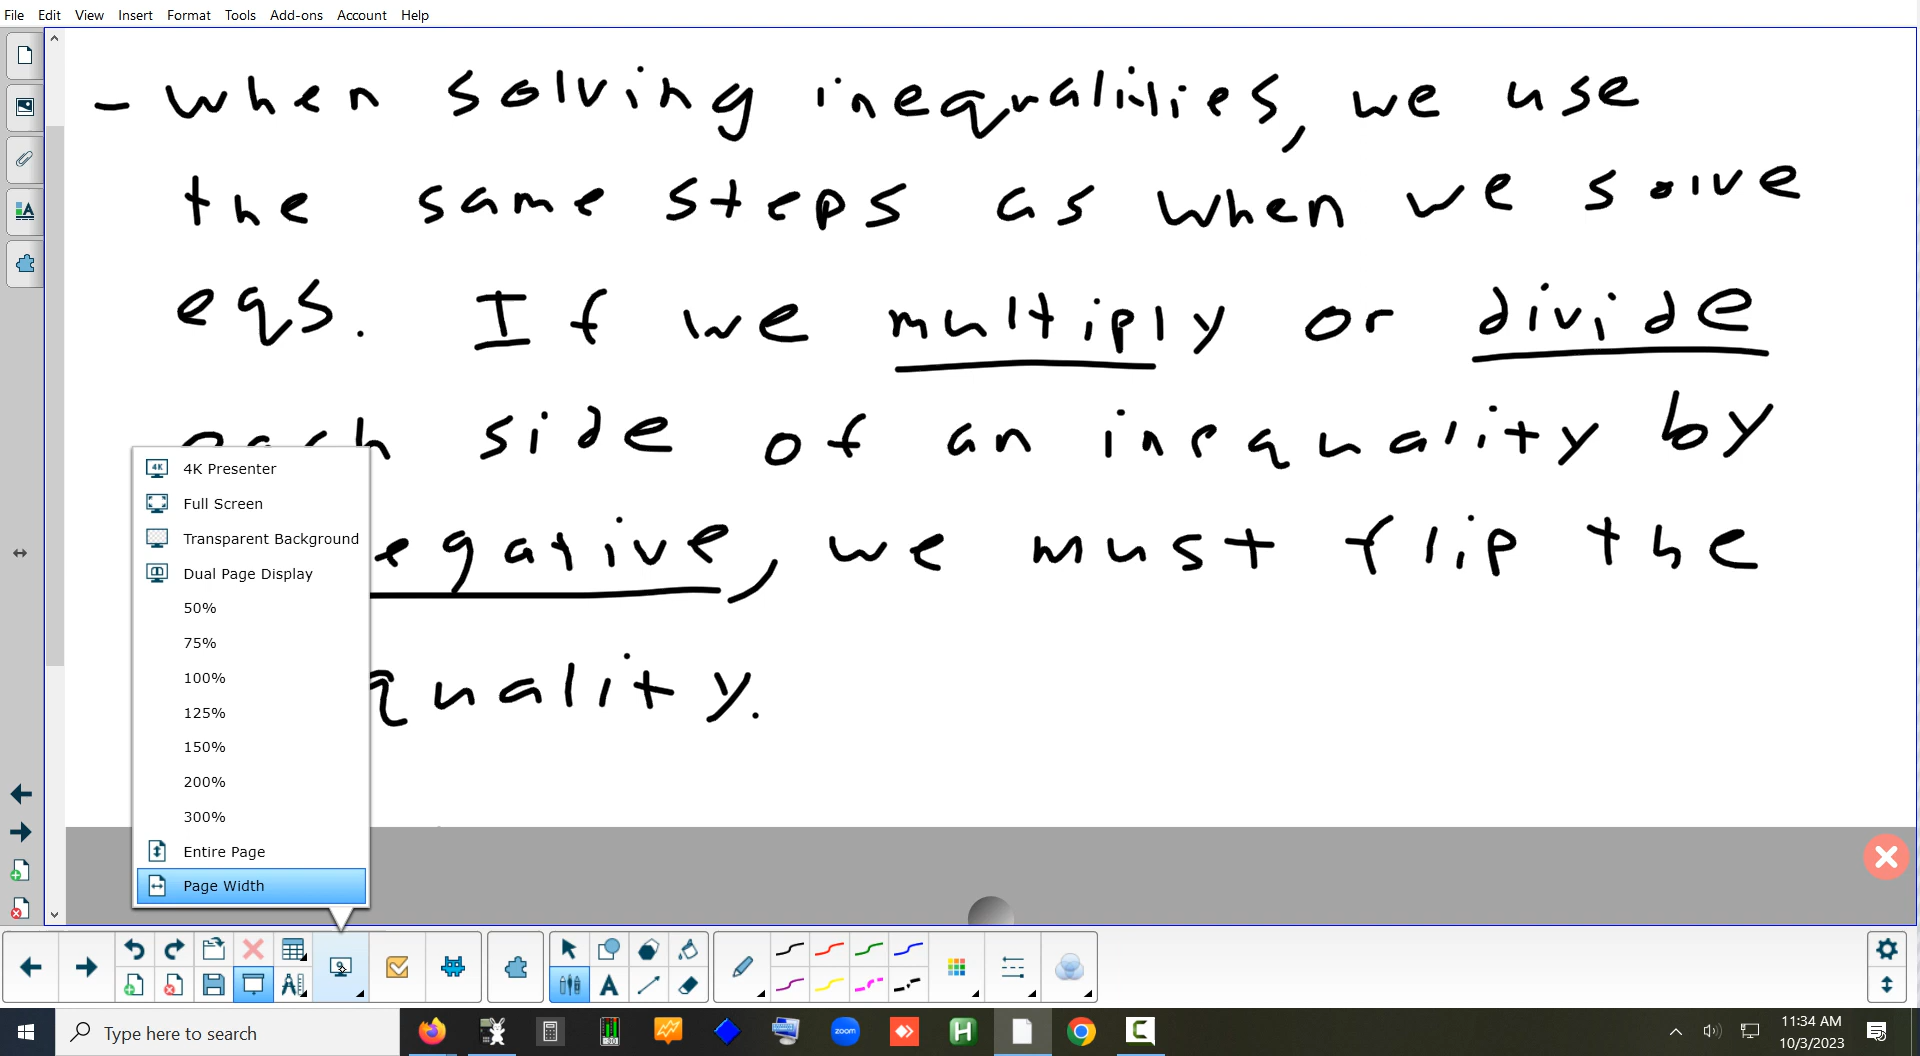 File Edit View Insert Format Tools Add-ons Account Help
- when solving inequalities, we use
the same steps as when we solve
eqs. If we multiply or divide
each side of an inequality by
egative, we must flip the
quality.
4K Presenter
Full Screen
Transparent Background
Dual Page Display
50%
75%
100%
125%
150%
200%
300%
Entire Page
Page Width
Type here to search
zoom
11:34 AM
10/3/2023